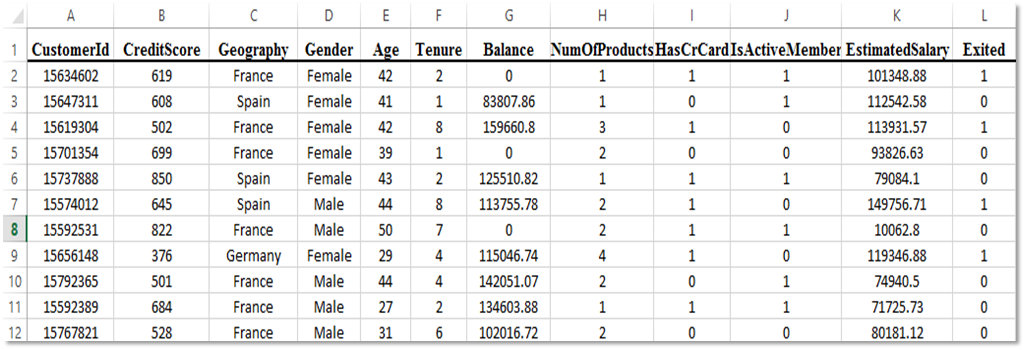 A B C D E F G H I J K L
1 CustomerId CreditScore Geography Gender Age Tenure Balance NumOfProducts HasCrCard IsActiveMember EstimatedSalary Exited
2 15634602 619 France Female 42 2 0 1 1 1 101348.88 1
3 15647311 608 Spain Female 41 1 83807.86 1 0 1 112542.58 0
4 15619304 502 France Female 42 8 159660.8 3 1 0 113931.57 1
5 15701354 699 France Female 39 1 0 2 0 0 93826.63 0
6 15737888 850 Spain Female 43 2 125510.82 1 1 1 79084.1 0
7 15574012 645 Spain Male 44 8 113755.78 2 1 0 149756.71 1
8 15592531 822 France Male 50 7 0 2 1 1 10062.8 0
9 15656148 376 Germany Female 29 4 115046.74 4 1 0 119346.88 1
10 15792365 501 France Male 44 4 142051.07 2 0 1 74940.5 0
11 15592389 684 France Male 27 2 134603.88 1 1 1 71725.73 0
12 15767821 528 France Male 31 6 102016.72 2 0 0 80181.12 0